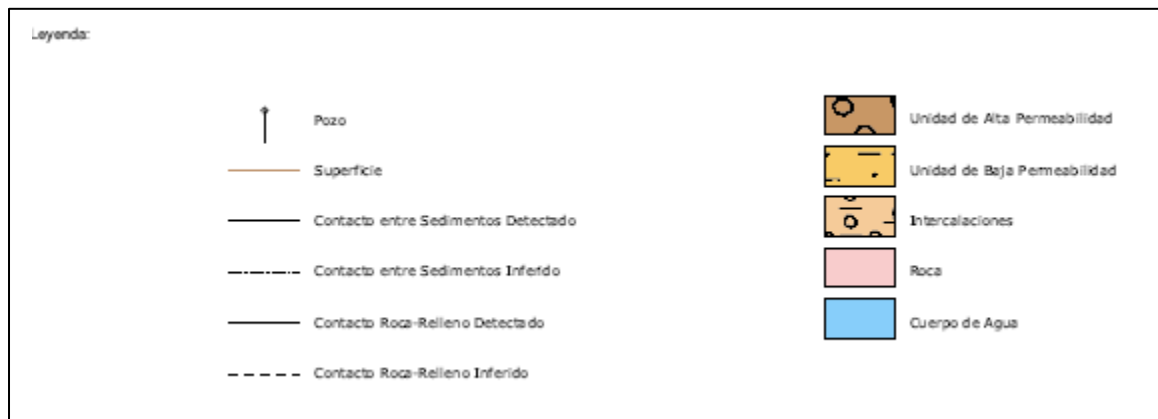 Leyenda:
Pozo
Superficie
Contacto entre Sedimentos Detectado
Contacto entre Sedimentos Inferido
Contacto Roca-Relleno Detectado
Contacto Roca-Relleno Inferido
Unidad de Alta Permeabilidad
Unidad de Baja Permeabilidad
Intercalaciones
Roca
Cuerpo de Agua